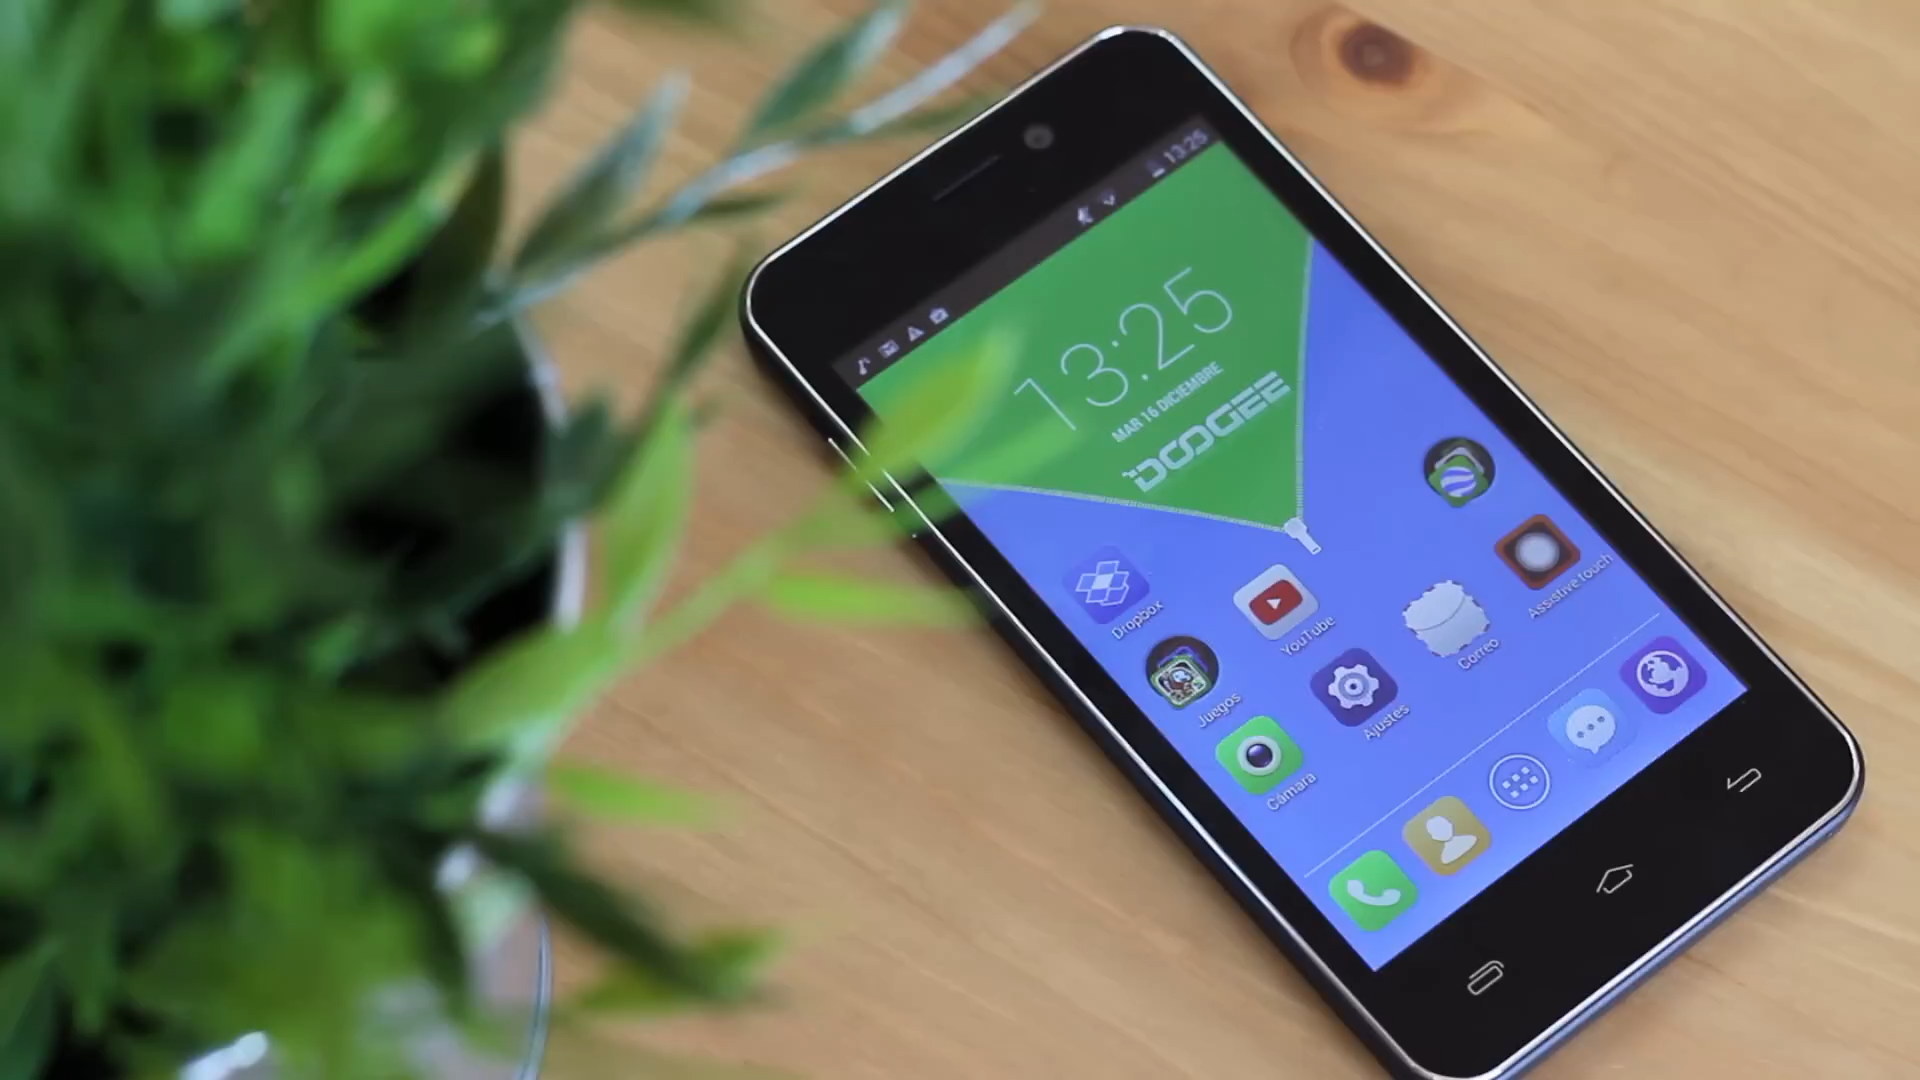 13:25
13:25
MAR 16 DICIEMBRE
DOOGEE
Dropbox
YouTube
Correo
Assistive touch
Juegos
Ajustes
Cámara